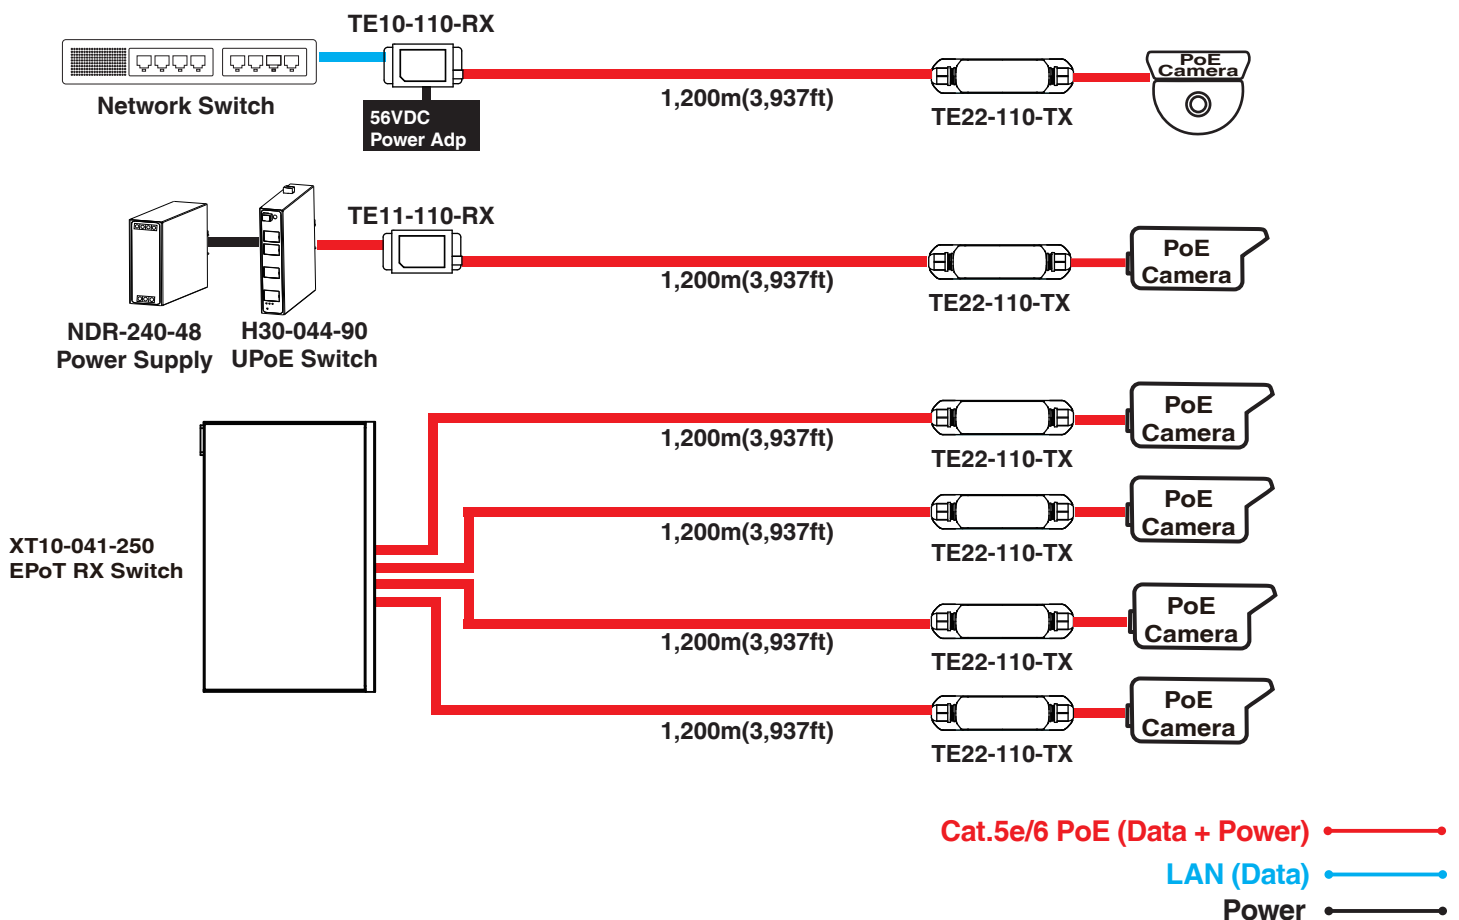 TE10-110-RX
PoE
Camera
Network Switch
56VDC
Power Adp
1,200m(3,937ft)
TE22-110-TX
TE11-110-RX
PoE
Camera
1,200m(3,937ft)
TE22-110-TX
NDR-240-48
Power Supply
H30-044-90
UPoE Switch
PoE
Camera
1,200m(3,937ft)
TE22-110-TX
PoE
Camera
1,200m(3,937ft)
TE22-110-TX
XT10-041-250
EPoT RX Switch
PoE
Camera
1,200m(3,937ft)
TE22-110-TX
PoE
Camera
1,200m(3,937ft)
TE22-110-TX
Cat.5e/6 PoE (Data + Power)
LAN (Data)
Power